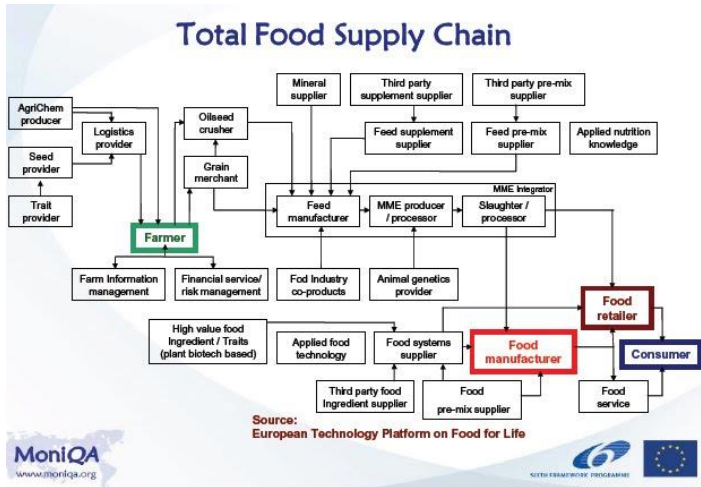 Total Food Supply Chain
Mineral
supplier
Third party
supplement supplier
Third party pre-mix
supplier
AgriChem
producer
Logistics
provider
Oilseed
crusher
Feed supplement
supplier
Feed pre-mix
supplier
Applied nutrition
knowledge
Seed
provider
Grain
merchant
MME Integrator
Trait
provider
Farmer
Feed
manufacturer
MME producer
/ processor
Slaughter /
processor
Farm Information
management
Financial service/
risk management
Fod Industry
co-products
Animal genetics
provider
Food
retailer
High value food
Ingredient / Traits
(plant biotech based)
Applied food
technology
Food systems
supplier
Food
manufacturer
Consumer
Third party food
Ingredient supplier
Food
pre-mix supplier
Food
service
Source:
European Technology Platform on Food for Life
MoniQA
www.moniqa.org
SIXTH FRAMEWORK PROGRAMME